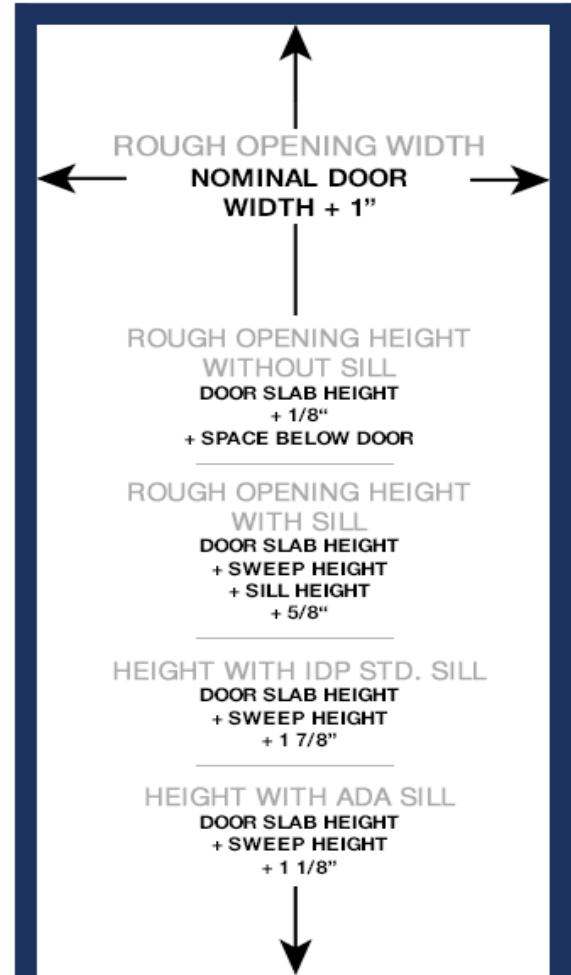 ROUGH OPENING WIDTH
NOMINAL DOOR
WIDTH + 1”
ROUGH OPENING HEIGHT
WITHOUT SILL
DOOR SLAB HEIGHT
+ 1/8“
+ SPACE BELOW DOOR
ROUGH OPENING HEIGHT
WITH SILL
DOOR SLAB HEIGHT
+ SWEEP HEIGHT
+ SILL HEIGHT
+ 5/8“
HEIGHT WITH IDP STD. SILL
DOOR SLAB HEIGHT
+ SWEEP HEIGHT
+ 1 7/8”
HEIGHT WITH ADA SILL
DOOR SLAB HEIGHT
+ SWEEP HEIGHT
+ 1 1/8”